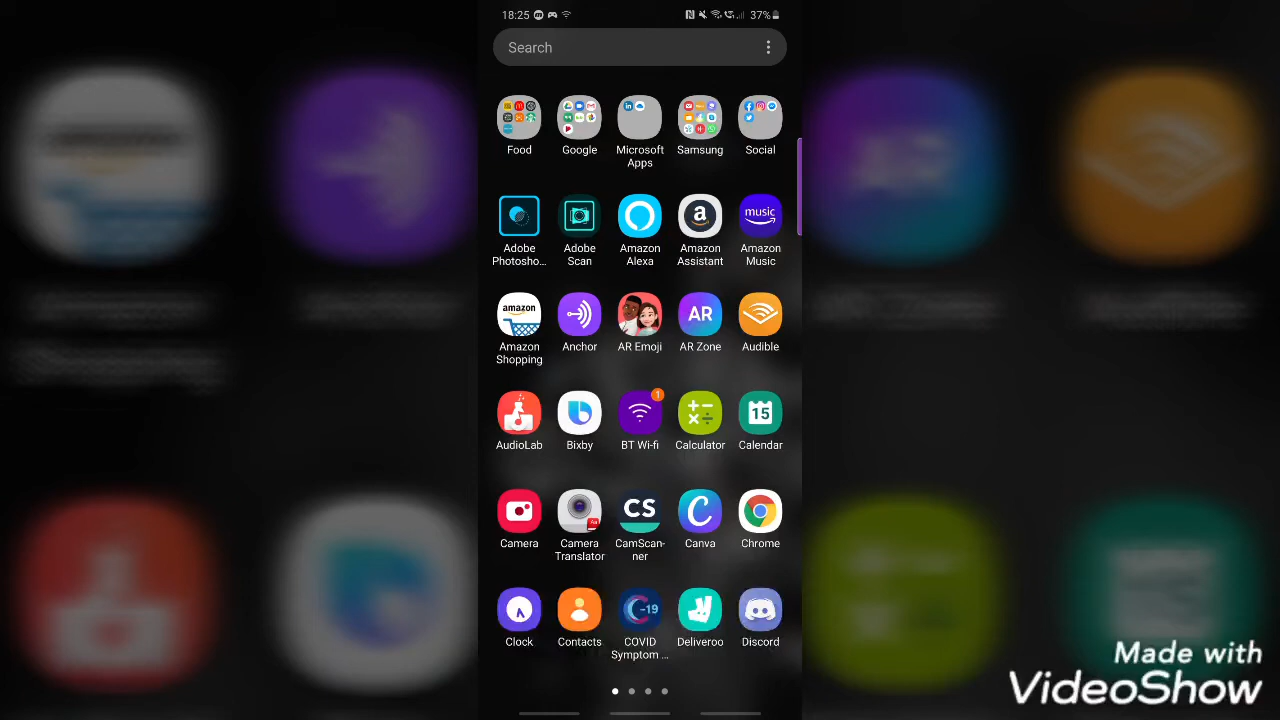 18:25
37%
Search
Food
Google
Microsoft
Apps
Samsung
Social
music
Adobe
Photosho...
Adobe
Scan
Amazon
Alexa
Amazon
Assistant
Amazon
Music
amazon
AR
Amazon
Shopping
Anchor
AR Emoji
AR Zone
Audible
1
15
AudioLab
Bixby
BT Wi-fi
Calculator
Calendar
CS
Camera
Camera
Translator
CamScan-
ner
Canva
Chrome
C-19
Clock
Contacts
COVID
Symptom ...
Deliveroo
Discord
Made with
VideoShow